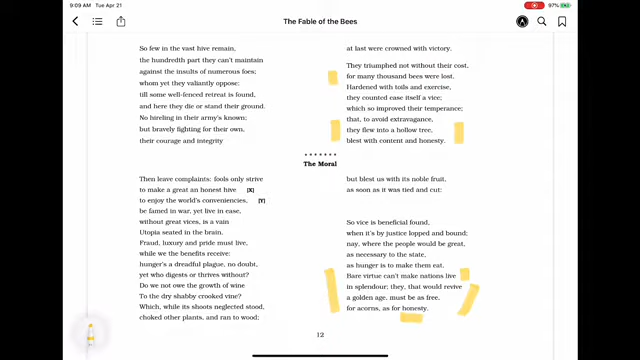 9:09 AM Tue Apr 21
97%
The Fable of the Bees
So few in the vast hive remain,
the hundredth part they can't maintain
against the insults of numerous foes;
whom yet they valiantly oppose;
till some well-fenced retreat is found,
and here they die or stand their ground.
No hireling in their army's known;
but bravely fighting for their own,
their courage and integrity
at last were crowned with victory.
They triumphed not without their cost,
for many thousand bees were lost.
Hardened with toils and exercise,
they counted ease itself a vice;
which so improved their temperance;
that, to avoid extravagance,
they flew into a hollow tree,
blest with content and honesty.
The Moral
Then leave complaints: fools only strive
to make a great an honest hive [X]
to enjoy the world's conveniencies, [Y]
be famed in war, yet live in ease,
without great vices, is a vain
Utopia seated in the brain.
Fraud, luxury and pride must live,
while we the benefits receive:
hunger's a dreadful plague, no doubt,
yet who digests or thrives without?
Do we not owe the growth of wine
To the dry shabby crooked vine?
Which, while its shoots neglected stood,
choked other plants, and ran to wood;
but blest us with its noble fruit,
as soon as it was tied and cut:
So vice is beneficial found,
when it's by justice lopped and bound;
nay, where the people would be great,
as necessary to the state,
as hunger is to make them eat.
Bare virtue can't make nations live
in splendour; they, that would revive
a golden age, must be as free,
for acorns, as for honesty.
12